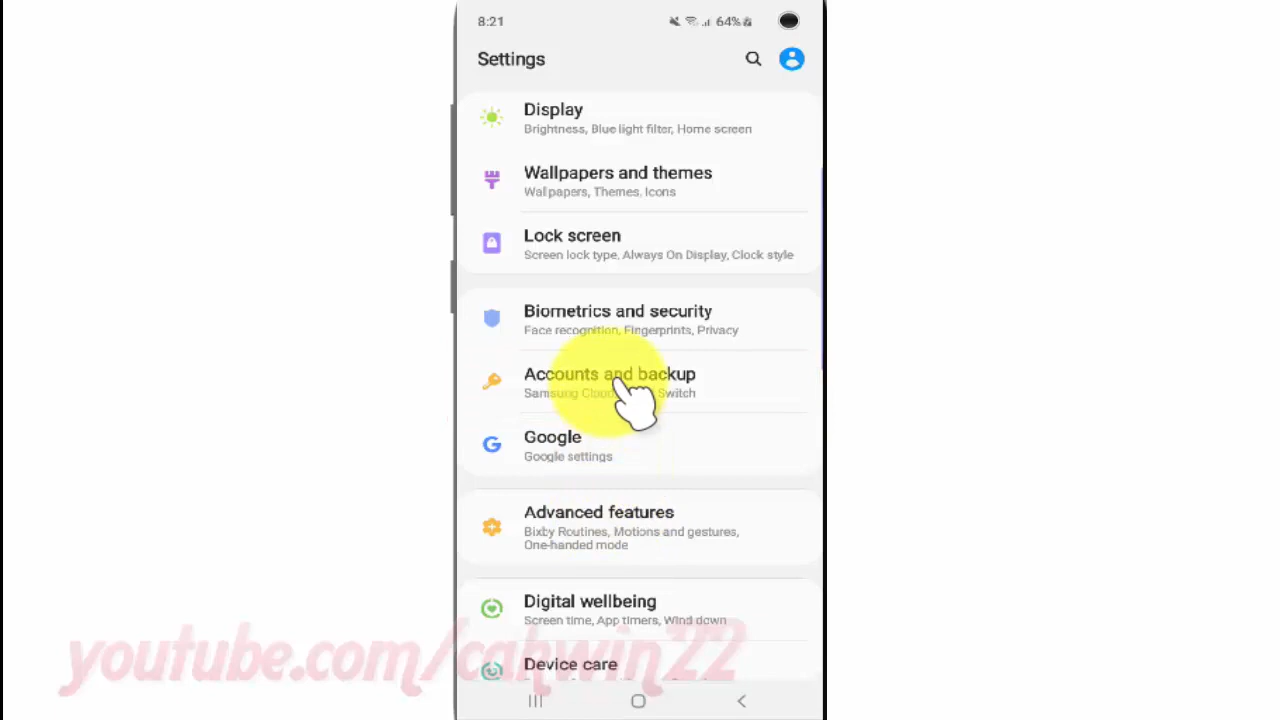 8:21
64%
Settings
Display
Brightness, Blue light filter, Home screen
Wallpapers and themes
Wallpapers, Themes, Icons
Lock screen
Screen lock type, Always On Display, Clock style
Biometrics and security
Face recognition, Fingerprints, Privacy
Accounts and backup
Samsung Cloud, Switch
Google
Google settings
Advanced features
Bixby Routines, Motions and gestures,
One-handed mode
Digital wellbeing
Screen time, App timers, Wind down
youtube.com/cahwin22
Device care